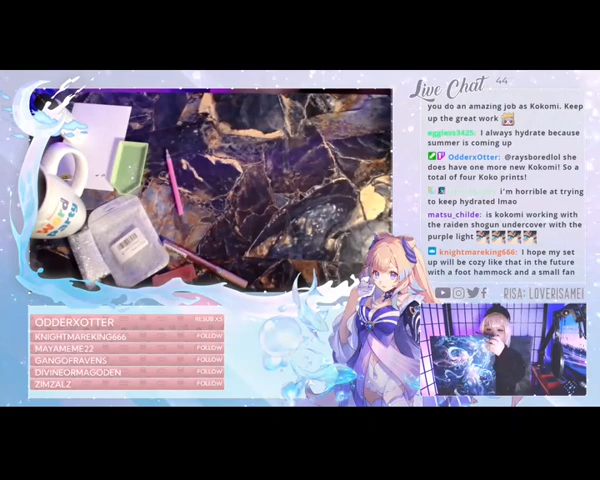 Live Chat
you do an amazing job as Kokomi. Keep
up the great work
eggless3425: I always hydrate because
summer is coming up
OdderxOtter: @raysboredlol she
does have one more new Kokomi! So a
total of four Koko prints!
i'm horrible at trying
to keep hydrated lmao
matsu_childe: is kokomi working with
the raiden shogun undercover with the
purple light
knightmareking666: I hope my set
up will be cozy like that in the future
with a foot hammock and a small fan
Word
Party
RISA: LOVERISAMEI
ODDERXOTTER RESUB X5
KNIGHTMAREKING666 FOLLOW
MAYAMEME22 FOLLOW
GANGOFRAVENS FOLLOW
DIVINEORMAGODEN FOLLOW
ZIMZALZ FOLLOW